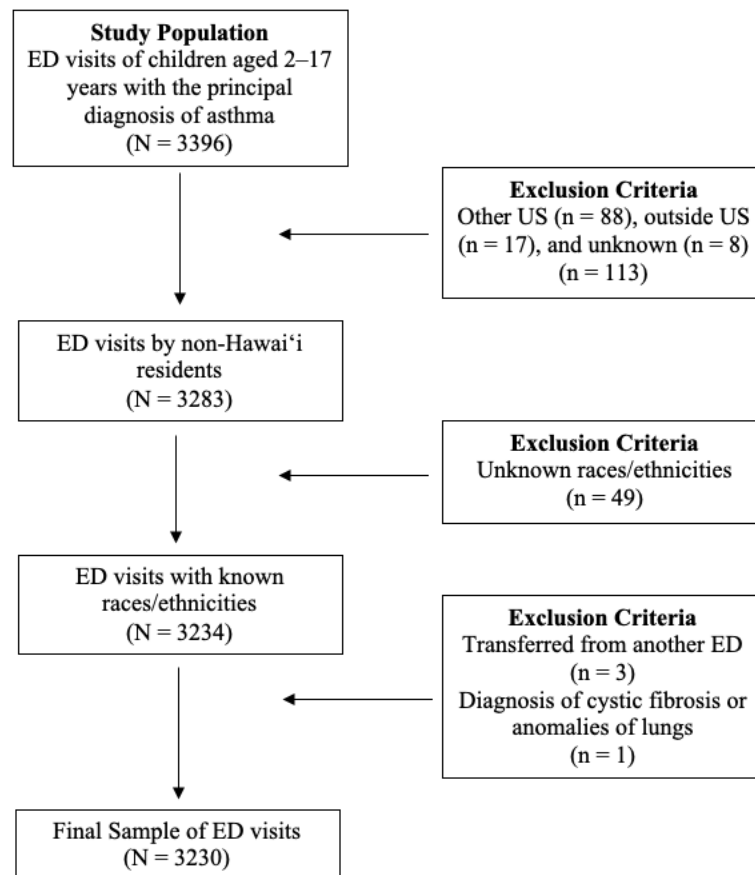 Study Population
ED visits of children aged 2–17
years with the principal
diagnosis of asthma
(N = 3396)
Exclusion Criteria
Other US (n = 88), outside US
(n = 17), and unknown (n = 8)
(n = 113)
ED visits by non-Hawai‘i
residents
(N = 3283)
Exclusion Criteria
Unknown races/ethnicities
(n = 49)
ED visits with known
races/ethnicities
(N = 3234)
Exclusion Criteria
Transferred from another ED
(n = 3)
Diagnosis of cystic fibrosis or
anomalies of lungs
(n = 1)
Final Sample of ED visits
(N = 3230)